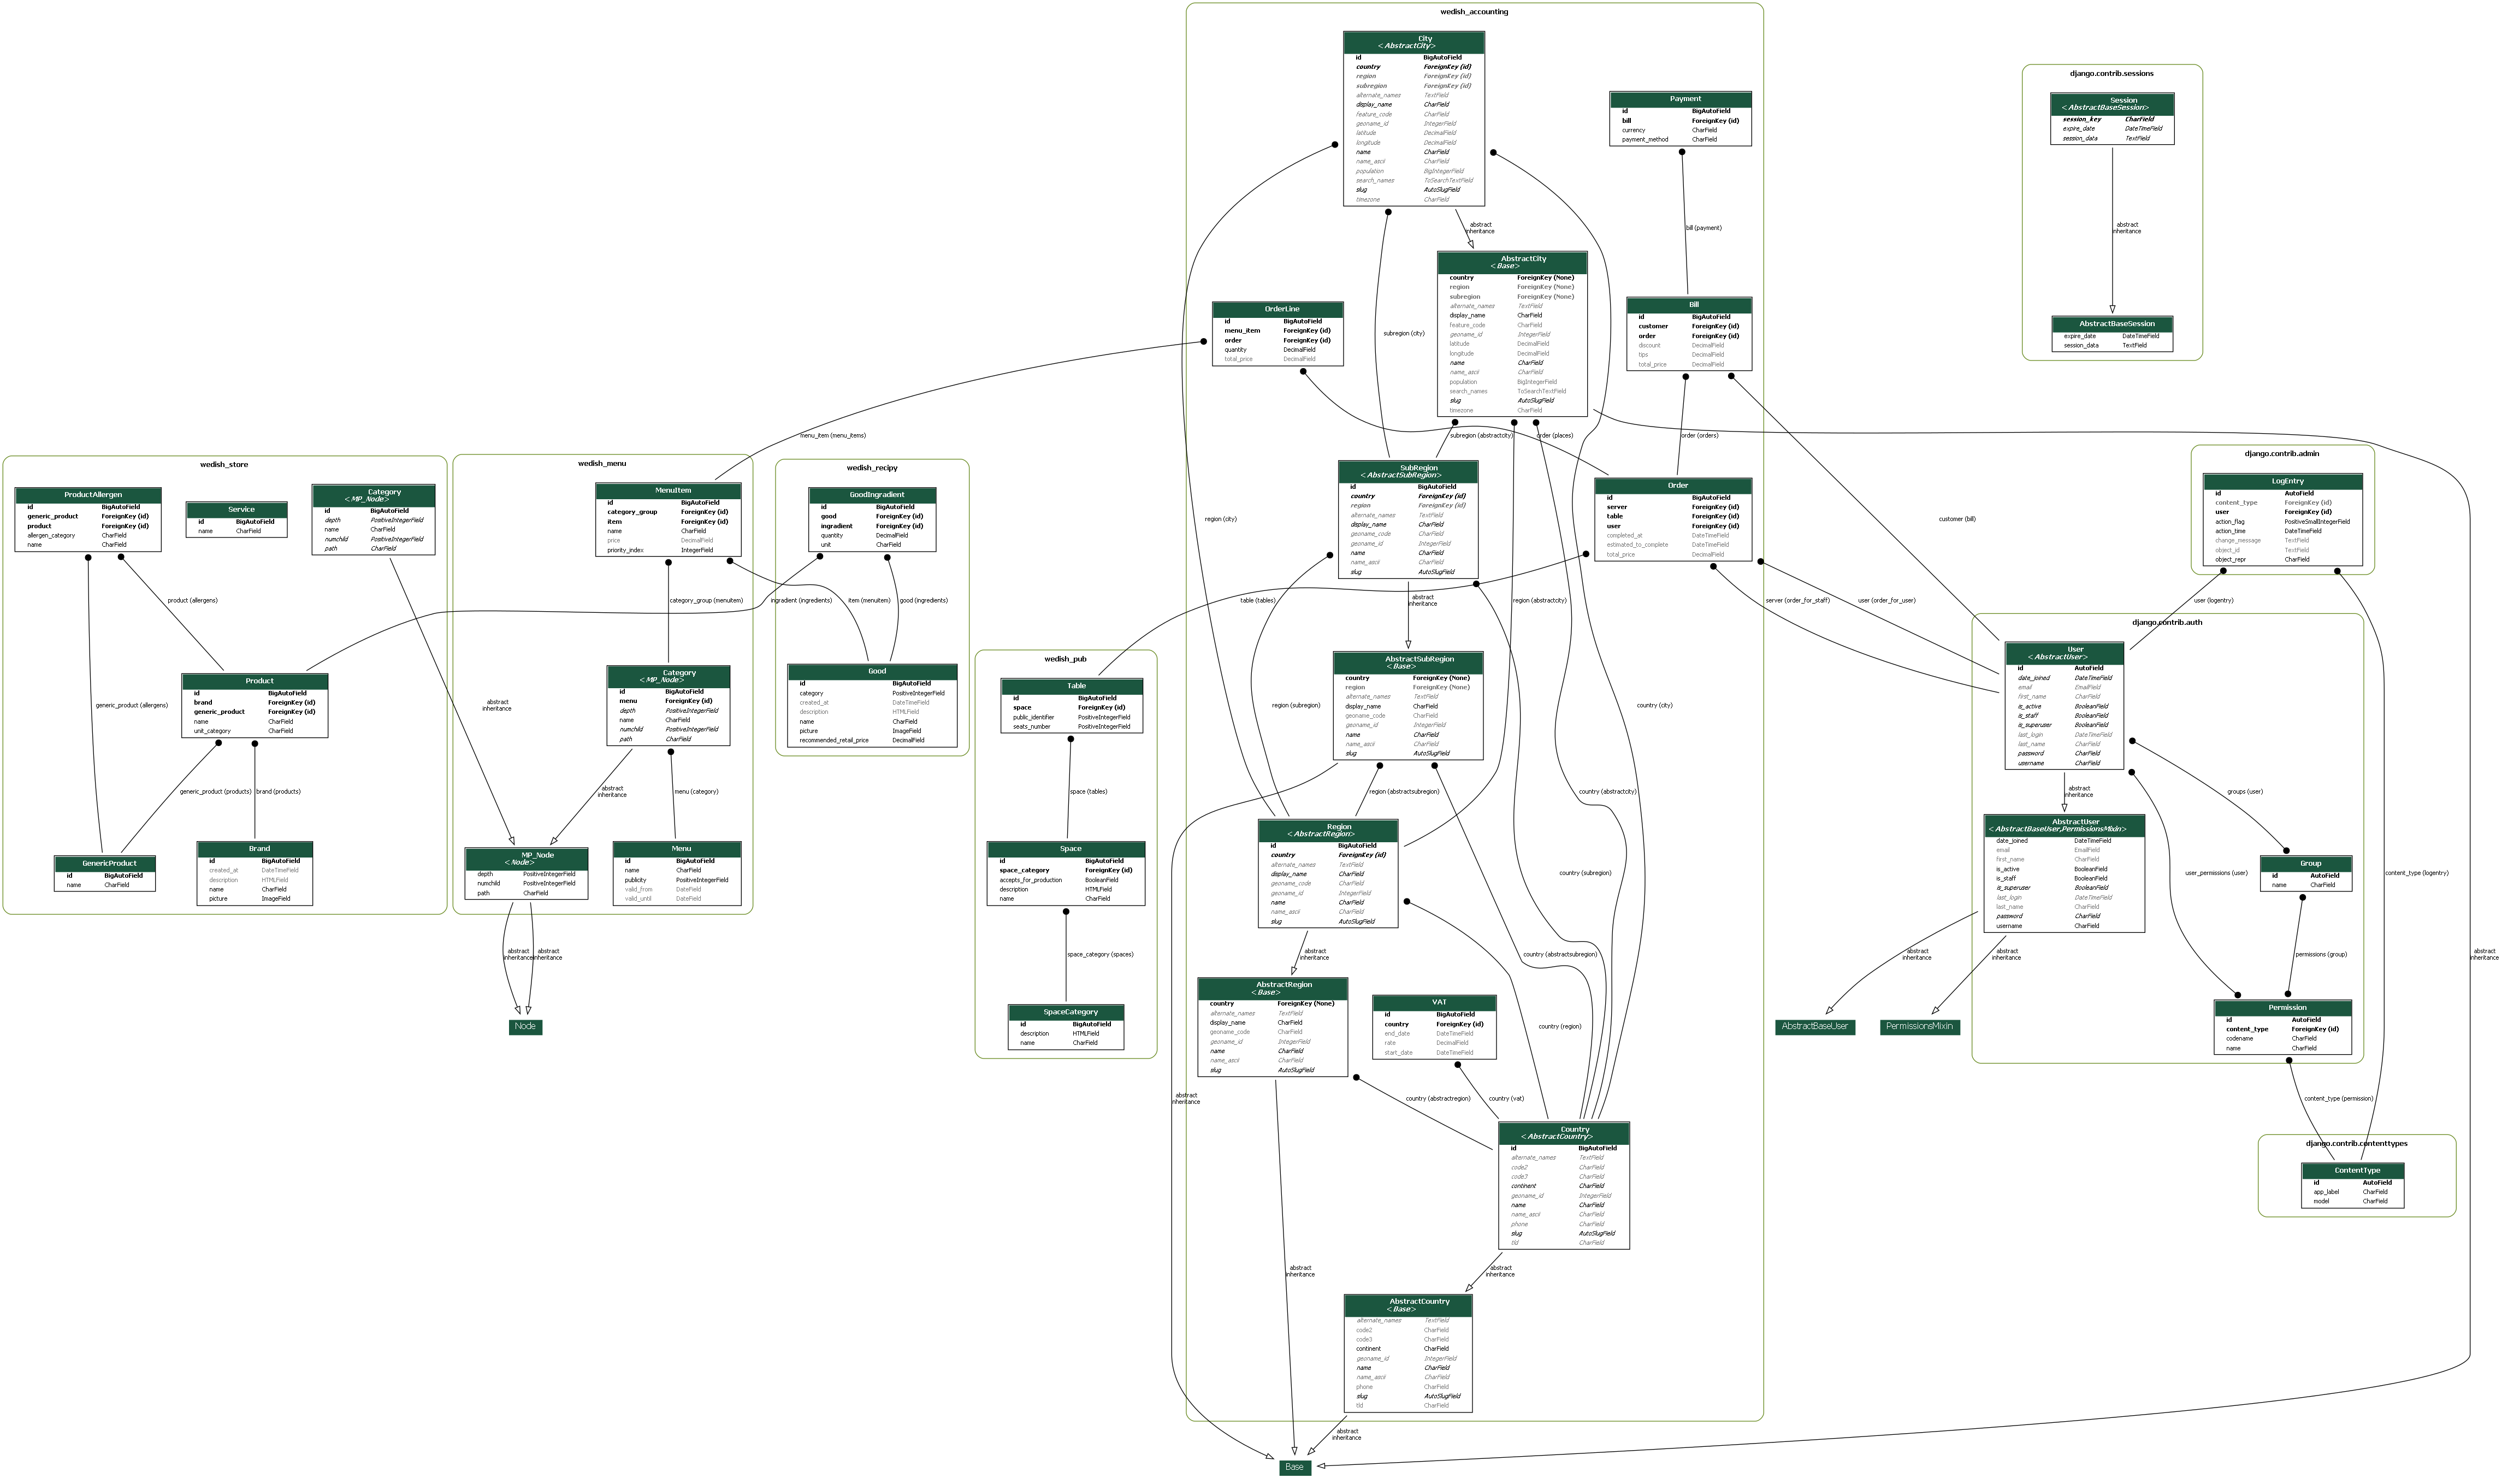 wedish_accounting
City
<AbstractCity>
id BigAutoField
country ForeignKey (id)
region ForeignKey (id)
subregion ForeignKey (id)
alternate_names TextField
display_name CharField
feature_code CharField
geoname_id IntegerField
latitude DecimalField
longitude DecimalField
name CharField
name_ascii CharField
population BigIntegerField
search_names ToSearchTextField
slug AutoSlugField
timezone CharField
Payment
id BigAutoField
bill ForeignKey (id)
currency CharField
payment_method CharField
abstract
inheritance
bill (payment)
AbstractCity
<Base>
country ForeignKey (None)
region ForeignKey (None)
subregion ForeignKey (None)
alternate_names TextField
display_name CharField
feature_code CharField
geoname_id IntegerField
latitude DecimalField
longitude DecimalField
name CharField
name_ascii CharField
population BigIntegerField
search_names ToSearchTextField
slug AutoSlugField
timezone CharField
OrderLine
id BigAutoField
menu_item ForeignKey (id)
order ForeignKey (id)
quantity DecimalField
total_price DecimalField
subregion (city)
Bill
id BigAutoField
customer ForeignKey (id)
order ForeignKey (id)
discount DecimalField
tips DecimalField
total_price DecimalField
menu_item (menu_items)
subregion (abstractcity)
order (places)
order (orders)
region (city)
SubRegion
<AbstractSubRegion>
id BigAutoField
country ForeignKey (id)
region ForeignKey (id)
alternate_names TextField
display_name CharField
geoname_code CharField
geoname_id IntegerField
name CharField
name_ascii CharField
slug AutoSlugField
Order
id BigAutoField
server ForeignKey (id)
table ForeignKey (id)
user ForeignKey (id)
completed_at DateTimeField
estimated_to_complete DateTimeField
total_price DecimalField
customer (bill)
table (tables)
abstract
inheritance
region (abstractcity)
server (order_for_staff)
user (order_for_user)
AbstractSubRegion
<Base>
country ForeignKey (None)
region ForeignKey (None)
alternate_names TextField
display_name CharField
geoname_code CharField
geoname_id IntegerField
name CharField
name_ascii CharField
slug AutoSlugField
region (subregion)
country (city)
region (abstractsubregion)
country (abstractcity)
Region
<AbstractRegion>
id BigAutoField
country ForeignKey (id)
alternate_names TextField
display_name CharField
geoname_code CharField
geoname_id IntegerField
name CharField
name_ascii CharField
slug AutoSlugField
country (subregion)
abstract
inheritance
country (abstractsubregion)
AbstractRegion
<Base>
country ForeignKey (None)
alternate_names TextField
display_name CharField
geoname_code CharField
geoname_id IntegerField
name CharField
name_ascii CharField
slug AutoSlugField
VAT
id BigAutoField
country ForeignKey (id)
end_date DateTimeField
rate DecimalField
start_date DateTimeField
country (region)
abstract
inheritance
country (abstractregion)
country (vat)
Country
<AbstractCountry>
id BigAutoField
alternate_names TextField
code2 CharField
code3 CharField
continent CharField
geoname_id IntegerField
name CharField
name_ascii CharField
phone CharField
slug AutoSlugField
tld CharField
abstract
inheritance
abstract
inheritance
AbstractCountry
<Base>
alternate_names TextField
code2 CharField
code3 CharField
continent CharField
geoname_id IntegerField
name CharField
name_ascii CharField
phone CharField
slug AutoSlugField
tld CharField
abstract
inheritance
Base
wedish_store
ProductAllergen
id BigAutoField
generic_product ForeignKey (id)
product ForeignKey (id)
allergen_category CharField
name CharField
Service
id BigAutoField
name CharField
Category
<MP_Node>
id BigAutoField
depth PositiveIntegerField
name CharField
numchild PositiveIntegerField
path CharField
product (allergens)
generic_product (allergens)
Product
id BigAutoField
brand ForeignKey (id)
generic_product ForeignKey (id)
name CharField
unit_category CharField
abstract
inheritance
generic_product (products)
brand (products)
GenericProduct
id BigAutoField
name CharField
Brand
id BigAutoField
created_at DateTimeField
description HTMLField
name CharField
picture ImageField
wedish_menu
MenuItem
id BigAutoField
category_group ForeignKey (id)
item ForeignKey (id)
name CharField
price DecimalField
priority_index IntegerField
category_group (menuitem)
ingradient (ingredients)
item (menuitem)
good (ingredients)
Category
<MP_Node>
id BigAutoField
menu ForeignKey (id)
depth PositiveIntegerField
name CharField
numchild PositiveIntegerField
path CharField
abstract
inheritance
menu (category)
MP_Node
<Node>
depth PositiveIntegerField
numchild PositiveIntegerField
path CharField
Menu
id BigAutoField
name CharField
publicity PositiveIntegerField
valid_from DateField
valid_until DateField
abstract
inheritance
abstract
inheritance
Node
wedish_recipy
GoodIngradient
id BigAutoField
good ForeignKey (id)
ingradient ForeignKey (id)
quantity DecimalField
unit CharField
Good
id BigAutoField
category PositiveIntegerField
created_at DateTimeField
description HTMLField
name CharField
picture ImageField
recommended_retail_price DecimalField
wedish_pub
Table
id BigAutoField
space ForeignKey (id)
public_identifier PositiveIntegerField
seats_number PositiveIntegerField
space (tables)
Space
id BigAutoField
space_category ForeignKey (id)
accepts_for_production BooleanField
description HTMLField
name CharField
space_category (spaces)
SpaceCategory
id BigAutoField
description HTMLField
name CharField
django.contrib.sessions
Session
<AbstractBaseSession>
session_key CharField
expire_date DateTimeField
session_data TextField
abstract
inheritance
AbstractBaseSession
expire_date DateTimeField
session_data TextField
django.contrib.admin
LogEntry
id AutoField
content_type ForeignKey (id)
user ForeignKey (id)
action_flag PositiveSmallIntegerField
action_time DateTimeField
change_message TextField
object_id TextField
object_repr CharField
user (logentry)
django.contrib.auth
User
<AbstractUser>
id AutoField
date_joined DateTimeField
email EmailField
first_name CharField
is_active BooleanField
is_staff BooleanField
is_superuser BooleanField
last_login DateTimeField
last_name CharField
password CharField
username CharField
abstract
inheritance
groups (user)
AbstractUser
<AbstractBaseUser,PermissionsMixin>
date_joined DateTimeField
email EmailField
first_name CharField
is_active BooleanField
is_staff BooleanField
is_superuser BooleanField
last_login DateTimeField
last_name CharField
password CharField
username CharField
user_permissions (user)
Group
id AutoField
name CharField
content_type (logentry)
abstract
inheritance
abstract
inheritance
permissions (group)
abstract
inheritance
AbstractBaseUser
PermissionsMixin
Permission
id AutoField
content_type ForeignKey (id)
codename CharField
name CharField
content_type (permission)
django.contrib.contenttypes
ContentType
id AutoField
app_label CharField
model CharField